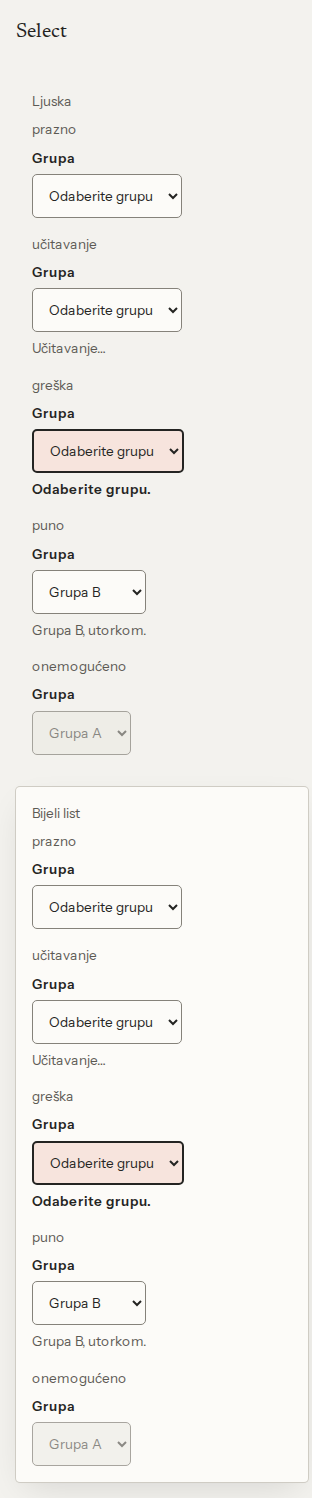 Select
Ljuska
prazno
Grupa
Odaberite grupu
učitavanje
Grupa
Odaberite grupu
Učitavanje…
greška
Grupa
Odaberite grupu
Odaberite grupu.
puno
Grupa
Grupa B
Grupa B, utorkom.
onemogućeno
Grupa
Grupa A
Bijeli list
prazno
Grupa
Odaberite grupu
učitavanje
Grupa
Odaberite grupu
Učitavanje…
greška
Grupa
Odaberite grupu
Odaberite grupu.
puno
Grupa
Grupa B
Grupa B, utorkom.
onemogućeno
Grupa
Grupa A